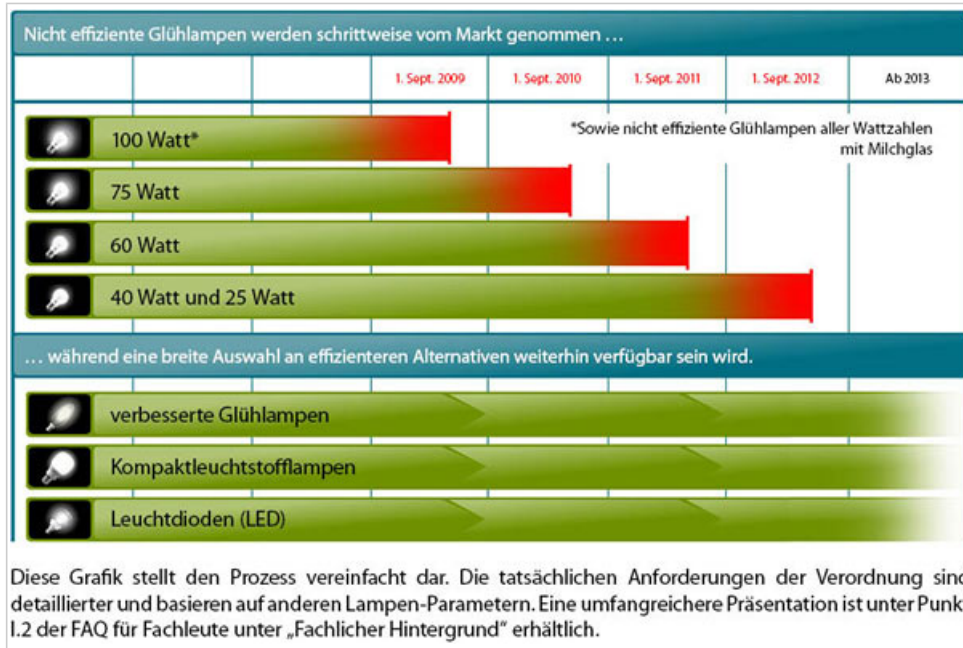 Nicht effiziente Glühlampen werden schrittweise vom Markt genommen …
1. Sept. 2009 1. Sept. 2010 1. Sept. 2011 1. Sept. 2012 Ab 2013
100 Watt*
*Sowie nicht effiziente Glühlampen aller Wattzahlen
mit Milchglas
75 Watt
60 Watt
40 Watt und 25 Watt
… während eine breite Auswahl an effizienteren Alternativen weiterhin verfügbar sein wird.
verbesserte Glühlampen
Kompaktleuchtstofflampen
Leuchtdioden (LED)
Diese Grafik stellt den Prozess vereinfacht dar. Die tatsächlichen Anforderungen der Verordnung sind
detaillierter und basieren auf anderen Lampen-Parametern. Eine umfangreichere Präsentation ist unter Punkt
I.2 der FAQ für Fachleute unter „Fachlicher Hintergrund“ erhältlich.